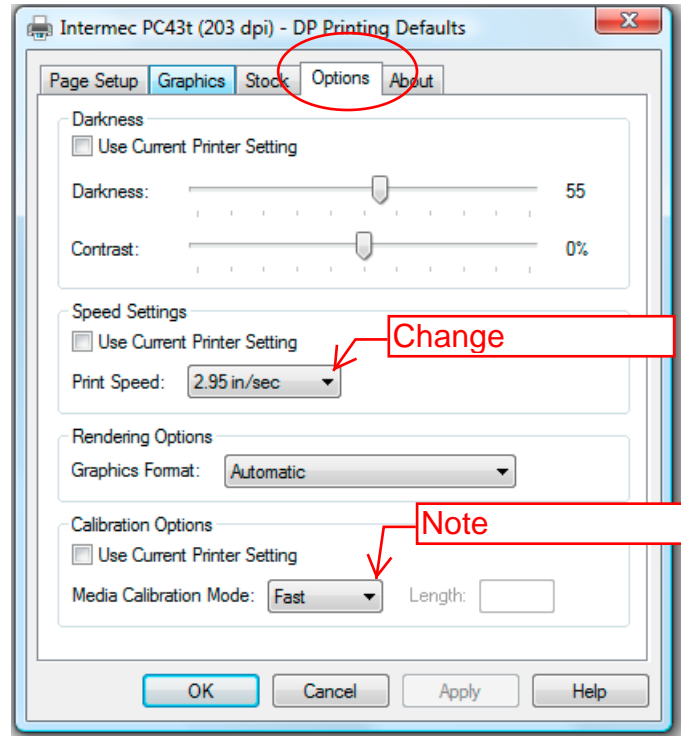 Intermec PC43t (203 dpi) - DP Printing Defaults
Page Setup Graphics Stock Options About
Darkness
Use Current Printer Setting
Darkness: 55
Contrast: 0%
Speed Settings
Use Current Printer Setting
Change
Print Speed: 2.95 in/sec
Rendering Options
Graphics Format: Automatic
Calibration Options
Note
Use Current Printer Setting
Media Calibration Mode: Fast Length:
OK Cancel Apply Help